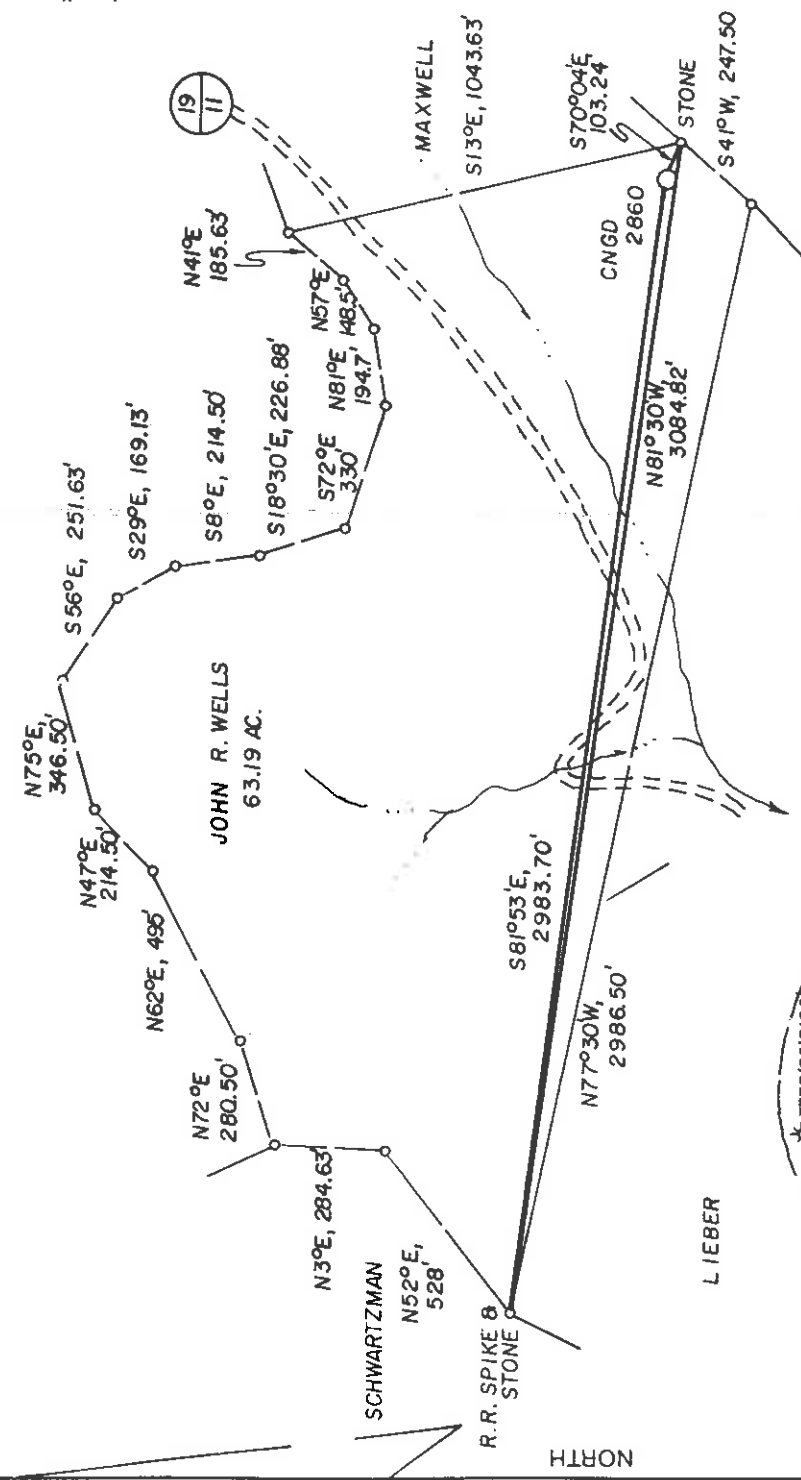 19
11
MAXWELL
S13°E, 1043.63'
S70°04'E,
103.24
STONE
S41°W, 247.50
CNGD
2860
N41°E
185.63'
N57°E
148.5'
N81°E
194.7'
S72°E
330'
S18°30'E, 226.88'
S8°E, 214.50'
S29°E, 169.13'
S56°E, 251.63'
N75°E,
346.50'
N47°E
214.50'
N62°E, 495'
N72°E
280.50'
N3°E, 284.63'
N52°E,
528'
SCHWARTZMAN
JOHN R. WELLS
63.19 AC.
N81°30'W,
3084.82'
S81°53'E,
2983.70'
N77°30'W,
2986.50'
R.R. SPIKE &
STONE
LIEBER
NORTH